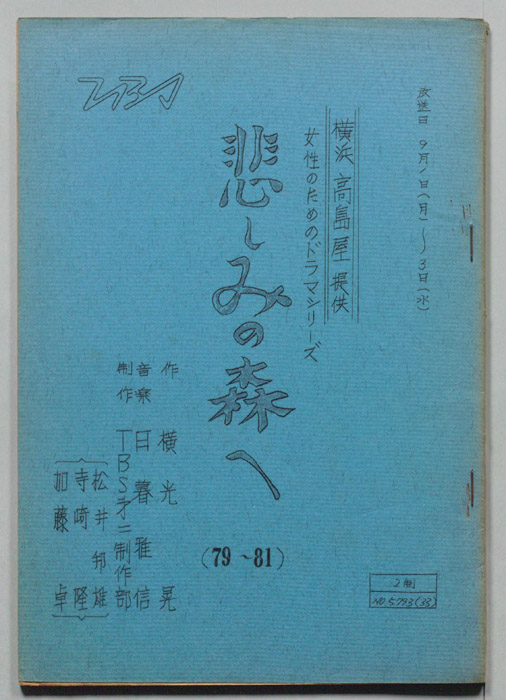 放送日 9月1日(月)〜3日(水)
横浜 高島屋 提供
女性のためのドラマシリーズ
TBS
悲しみの森へ
(79〜81)
作 横光 晃
音楽 日暮雅信
制作 TBS才二制作部
松井邦雄
寺崎 隆
加藤 卓
2制
NO.5793(33)